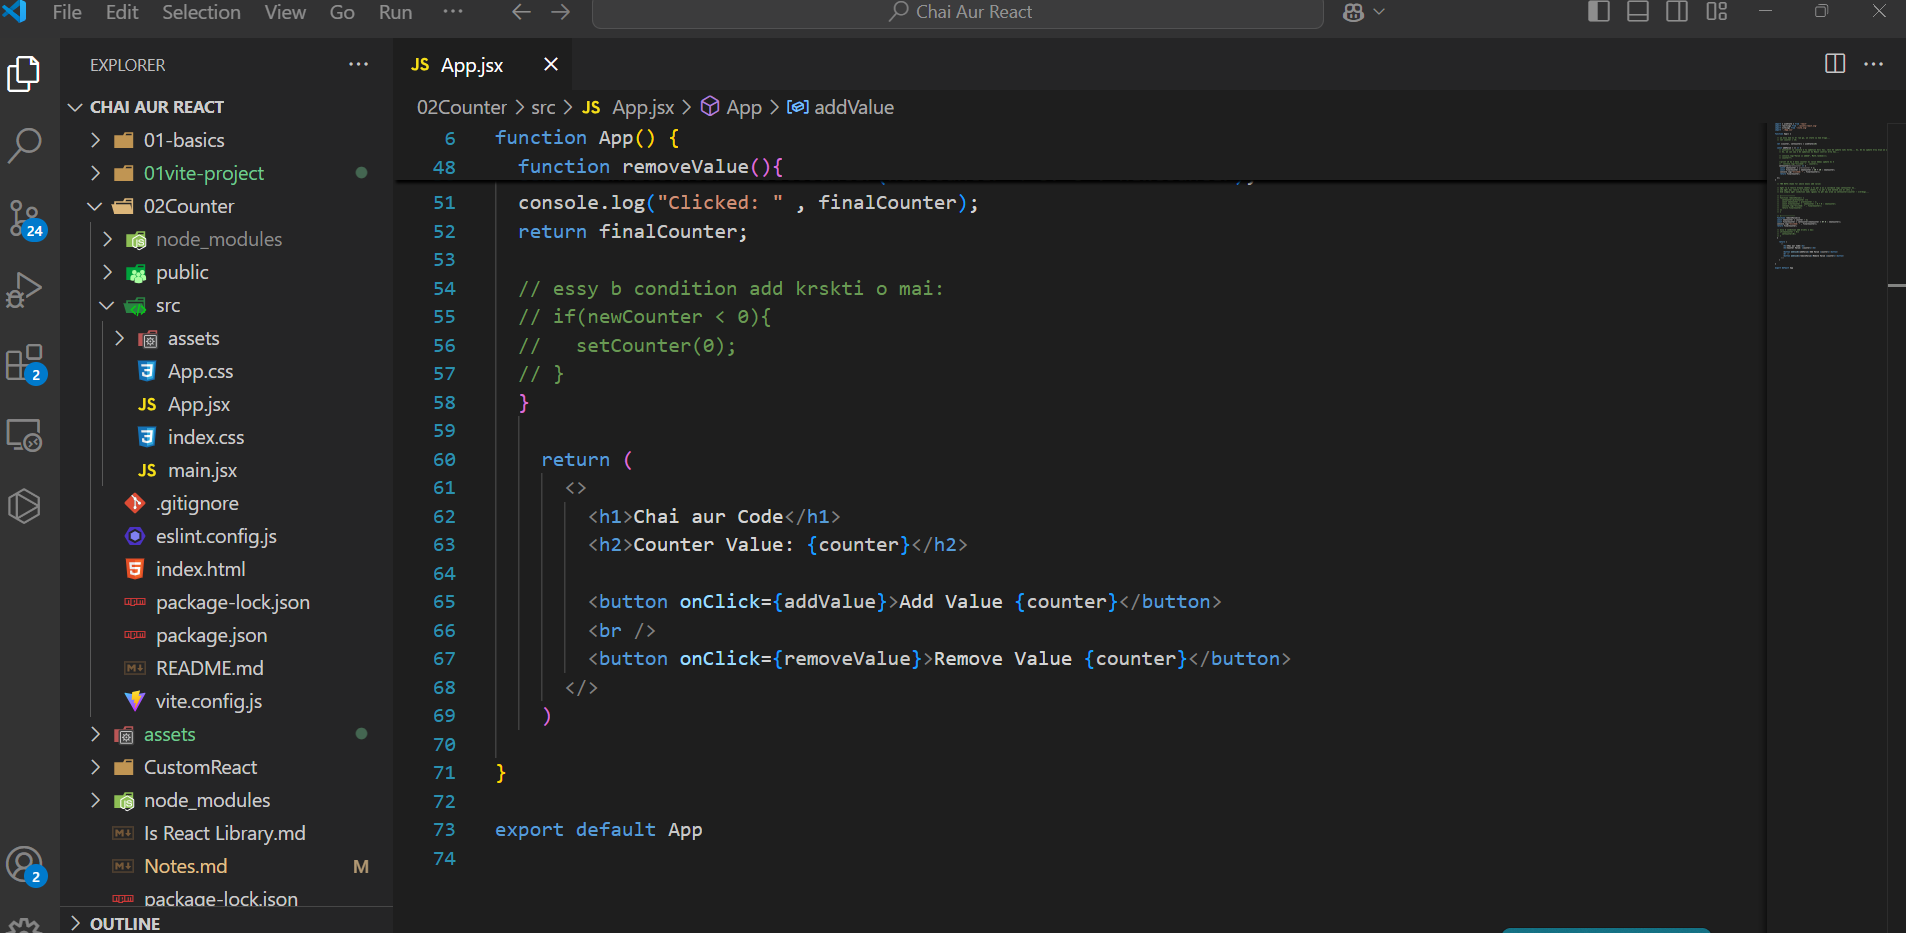 File Edit Selection View Go Run ··· Chai Aur React
EXPLORER
CHAI AUR REACT
01-basics
01vite-project
02Counter
node_modules
public
src
assets
App.css
App.jsx
index.css
main.jsx
.gitignore
eslint.config.js
index.html
package-lock.json
package.json
README.md
vite.config.js
assets
CustomReact
node_modules
Is React Library.md
Notes.md M
package-lock.json
OUTLINE
24
2
2
JS App.jsx
02Counter > src > JS App.jsx > App > addValue
6 function App() {
48 function removeValue(){
51 console.log("Clicked: " , finalCounter);
52 return finalCounter;
53
54 // essy b condition add krskti o mai:
55 // if(newCounter < 0){
56 //   setCounter(0);
57 // }
58 }
59
60 return (
61 <>
62 <h1>Chai aur Code</h1>
63 <h2>Counter Value: {counter}</h2>
64
65 <button onClick={addValue}>Add Value {counter}</button>
66 <br />
67 <button onClick={removeValue}>Remove Value {counter}</button>
68 </>
69 )
70
71 }
72
73 export default App
74